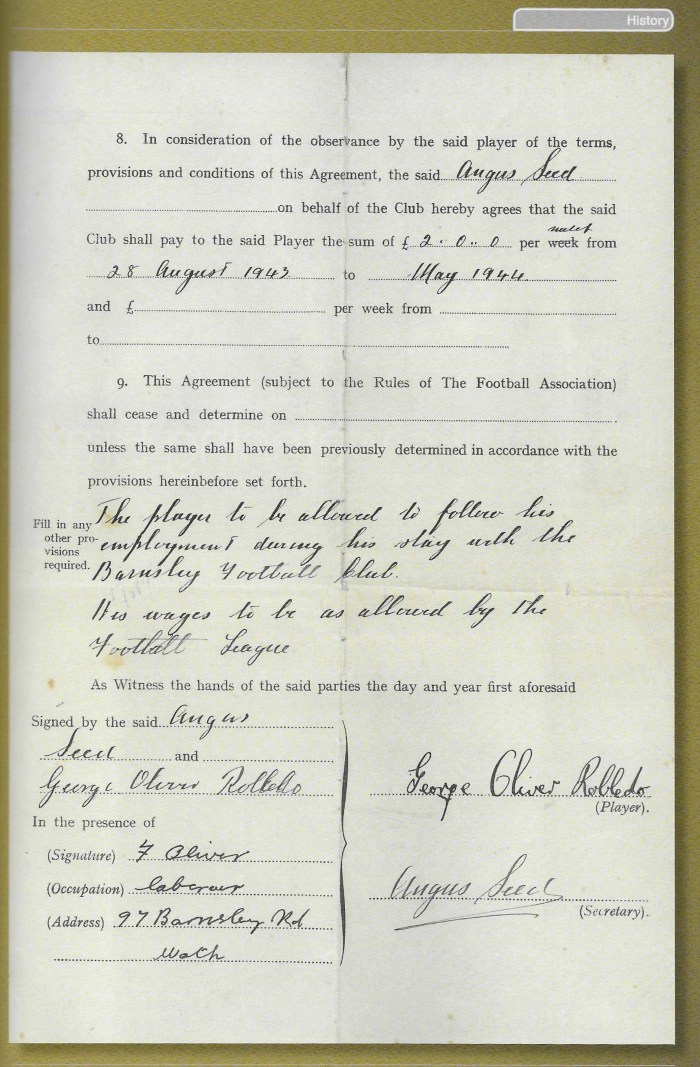 History
8. In consideration of the observance by the said player of the terms,
provisions and conditions of this Agreement, the said Angus Seed
on behalf of the Club hereby agrees that the said
Club shall pay to the said Player the sum of £ 2 . 0 .. 0 per week from
28 August 1943 to May 1944
and £ per week from
to
9. This Agreement (subject to the Rules of The Football Association)
shall cease and determine on .
unless the same shall have been previously determined in accordance with the
provisions hereinbefore set forth.
Fill in any other provisions required.
The player to be allowed to follow his
employment during his stay with the
Barnsley Football Club.
His wages to be as allowed by the
Football League
As Witness the hands of the said parties the day and year first aforesaid
Signed by the said Angus
Seed and
George Oliver Robledo
In the presence of
(Signature) F Oliver
(Occupation) labourer
(Address) 97 Barnsley Rd
Wath
George Oliver Robledo
(Player).
Angus Seed
(Secretary).